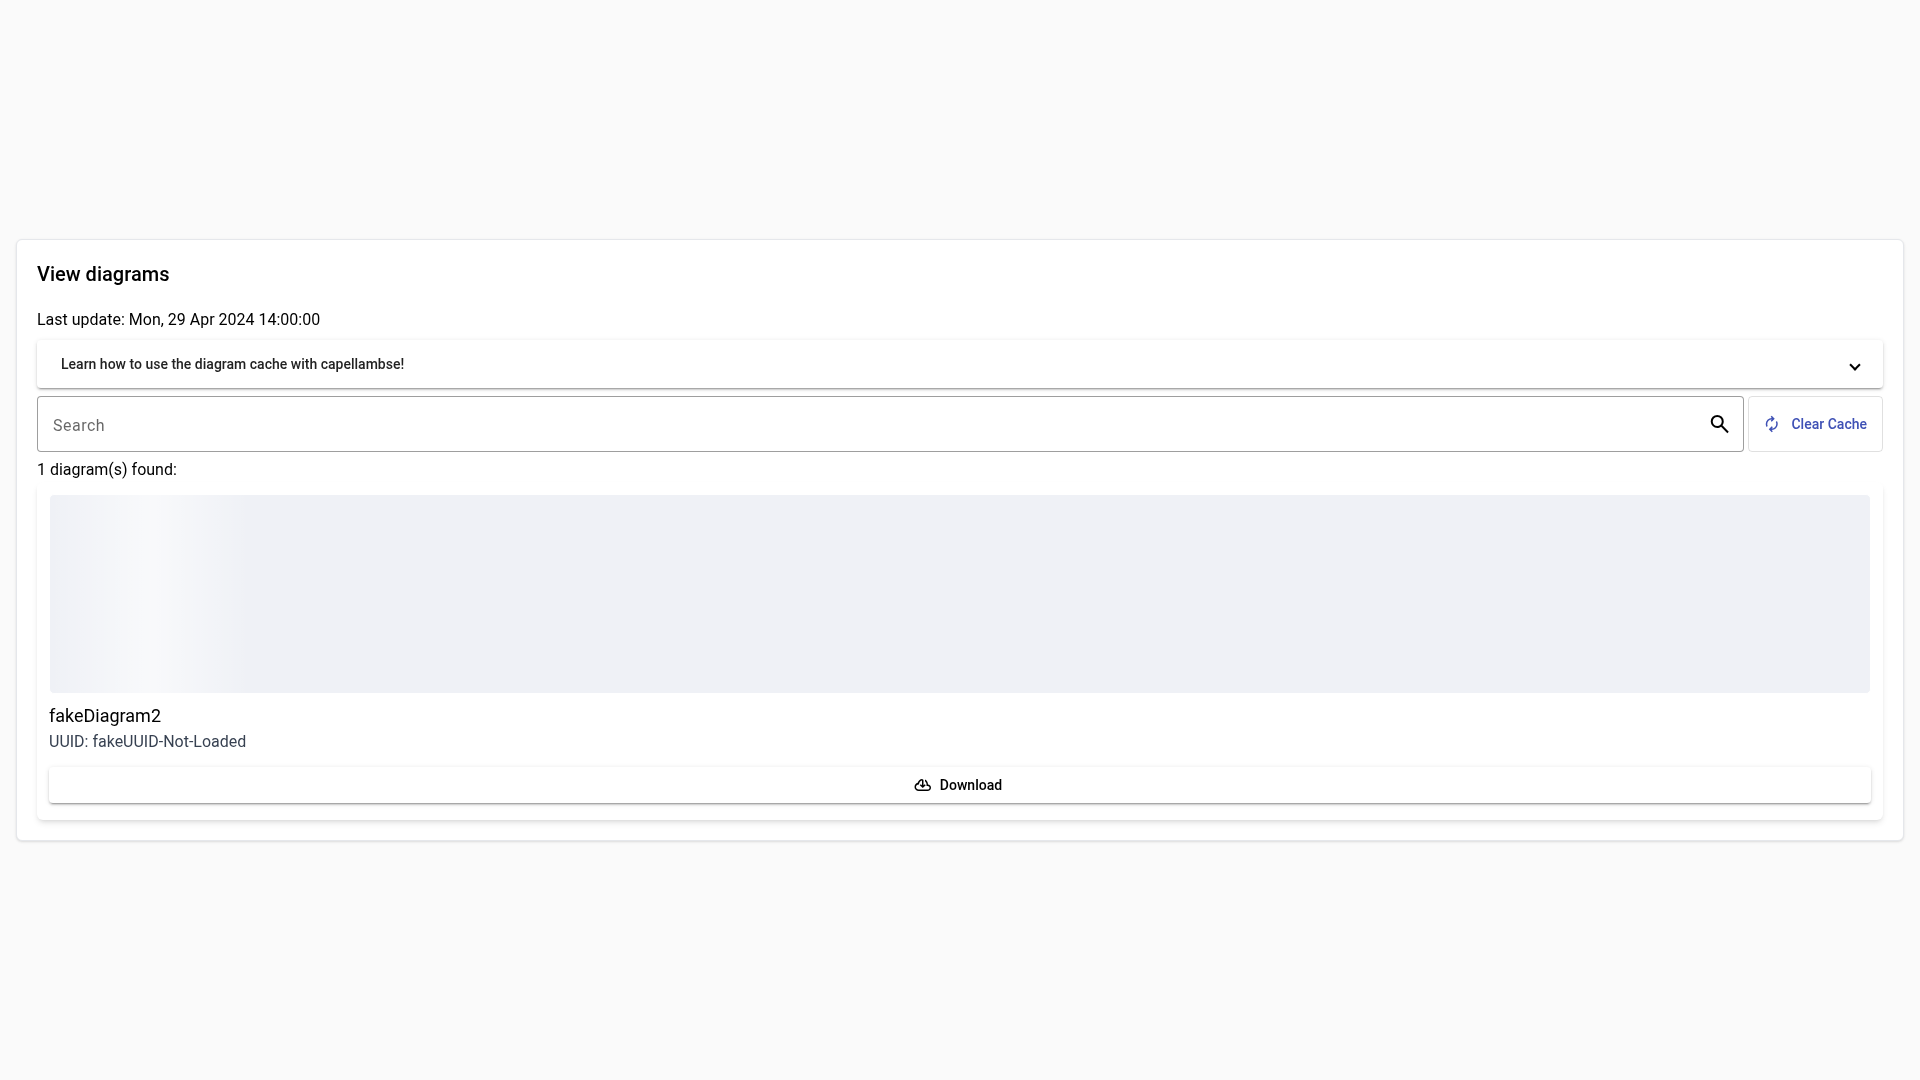 View diagrams
Last update: Mon, 29 Apr 2024 14:00:00
Learn how to use the diagram cache with capellambse!
Search
Clear Cache
1 diagram(s) found:
fakeDiagram2
UUID: fakeUUID-Not-Loaded
Download